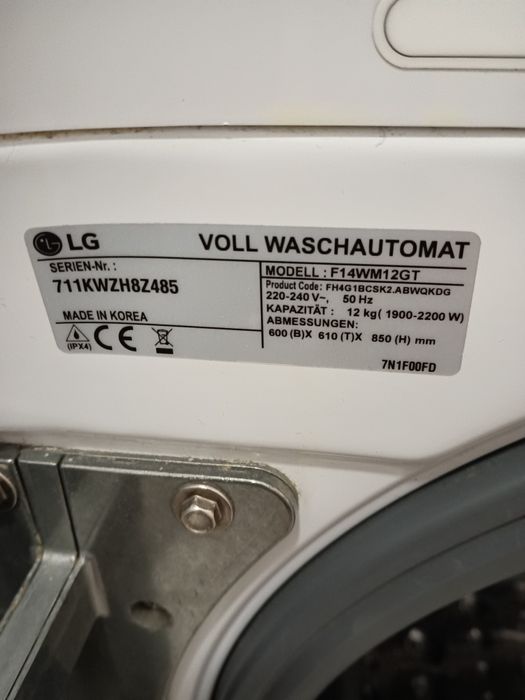 LG VOLL WASCHAUTOMAT
SERIEN-Nr. :
711KWZH8Z485
MADE IN KOREA
(IPX4) CE
MODELL : F14WM12GT
Product Code: FH4G1BCSK2.ABWQKDG
220-240 V~, 50 Hz
KAPAZITÄT : 12 kg( 1900-2200 W)
ABMESSUNGEN:
600 (B)X 610 (T)X 850 (H) mm
7N1F00FD